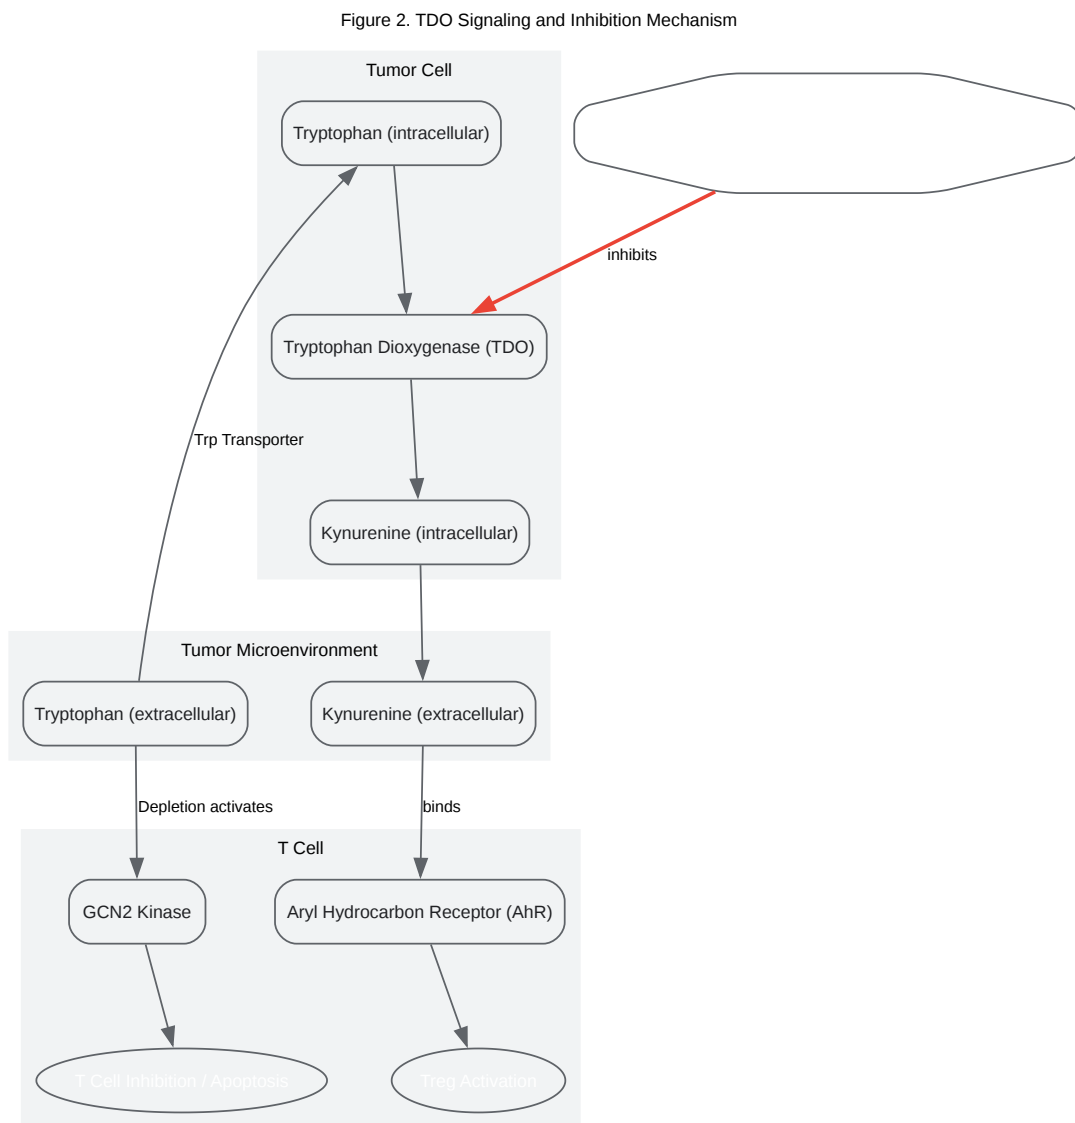 Figure 2. TDO Signaling and Inhibition Mechanism
Tumor Cell
Tryptophan (intracellular)
inhibits
Tryptophan Dioxygenase (TDO)
Trp Transporter
Kynurenine (intracellular)
Tumor Microenvironment
Tryptophan (extracellular)
Kynurenine (extracellular)
Depletion activates
binds
T Cell
GCN2 Kinase
Aryl Hydrocarbon Receptor (AhR)
T Cell Inhibition / Apoptosis
Treg Activation